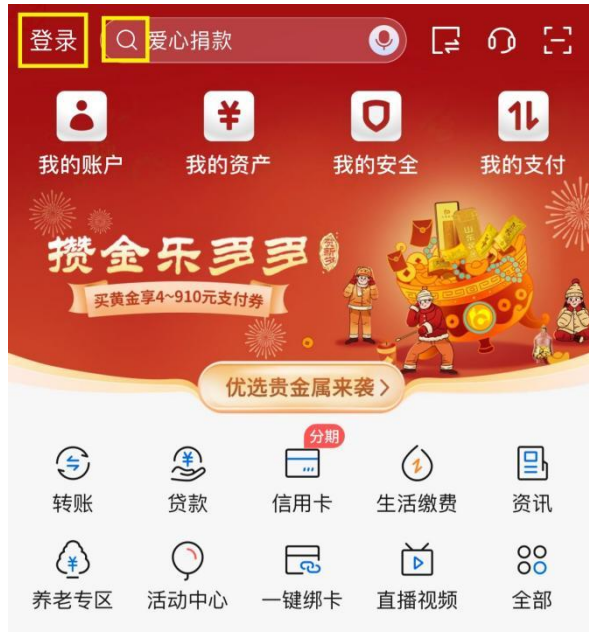 登录
爱心捐款
我的账户 我的资产 我的安全 我的支付
攒金乐多多
买黄金享4~910元支付券
优选贵金属来袭>
分期
转账 贷款 信用卡 生活缴费 资讯
养老专区 活动中心 一键绑卡 直播视频 全部